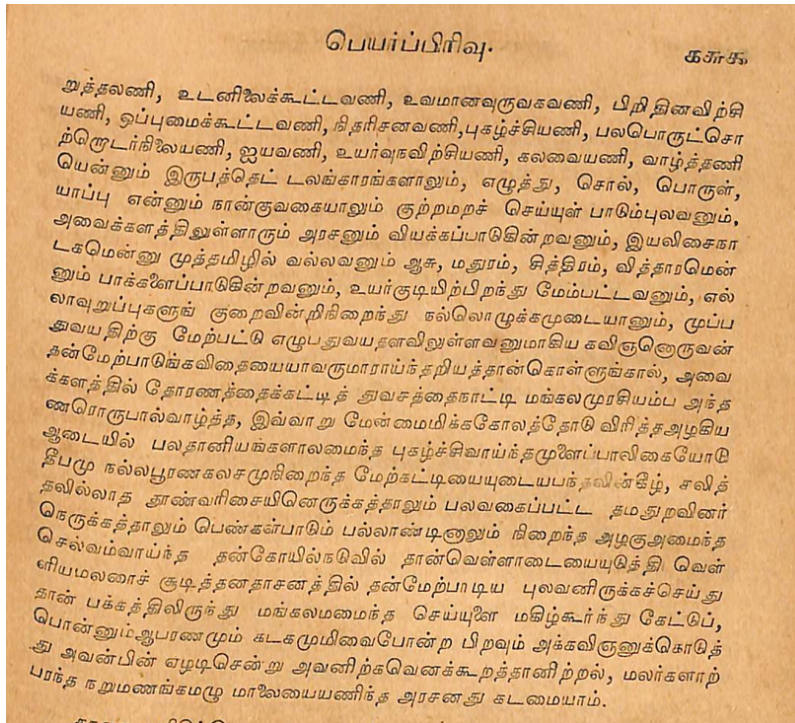 பெயர்ப்பிரிவு.
ககூகூ
றுத்தலணி, உடனிலைக்கூட்டவணி, உவமானவுருவகவணி, பிறிதினவிற்சி
யணி, ஒப்புமைக்கூட்டவணி, நிதரிசனவணி,புகழ்ச்சியணி, பலபொருட்சொ
ற்றொடர்நிலையணி, ஐயவணி, உயர்வுநவிற்சியணி, கலவையணி, வாழ்த்தணி
யென்னும் இருபத்தெட் டலங்காரங்களாலும், எழுத்து, சொல், பொருள்,
யாப்பு என்னும் நான்குவகையாலும் குற்றமறச் செய்யுள் பாடும்புலவனும்,
அவைக்களத்திலுள்ளாரும் அரசனும் வியக்கப்பாடுகின்றவனும், இயலிசைநா
டகமென்னு முத்தமிழில் வல்லவனும் ஆசு, மதுரம், சித்திரம், வித்தாரமென்
னும் பாக்களைப்பாடுகின்றவனும், உயர்குடியிற்பிறந்து மேம்பட்டவனும், எல்
லாவுறுப்புகளுங் குறைவின்றிநிறைந்து நல்லொழுக்கமுடையானும், முப்ப
துவயதிற்கு மேற்பட்டு எழுபதுவயதளவிலுள்ளவனுமாகிய கவிஞனொருவன்
தன்மேற்பாடுங்கவிதையையாவருமாராய்ந்தறியத்தான்கொள்ளுங்கால், அவை
க்களத்தில் தோரணத்தைக்கட்டித் துவசத்தைநாட்டி மங்கலமுரசியம்ப அந்த
ணரொருபால்வாழ்த்த, இவ்வாறு மேன்மைமிக்ககோலத்தோடு விரித்தஅழகிய
ஆடையில் பலதானியங்களாலமைந்த புகழ்ச்சிவாய்ந்தமுளைப்பாலிகையோடு
தீபமு நல்லபூரணகலசமுநிறைந்த மேற்கட்டியையுடையபந்தலின்கீழ், சலித்
தலில்லாத தூண்வரிசையினெருக்கத்தாலும் பலவகைப்பட்ட தமதுறவினர்
நெருக்கத்தாலும் பெண்கள்பாடும் பல்லாண்டினாலும் நிறைந்த அழகுஅமைந்த
செல்வம்வாய்ந்த தன்கோயில்நடுவில் தான்வெள்ளாடையையுடுத்தி வெள்
ளியமலரைச் சூடித்தனதாசனத்தில் தன்மேற்பாடிய புலவனிருக்கச்செய்து
தான் பக்கத்திலிருந்து மங்கலமமைந்த செய்யுளை மகிழ்கூர்ந்து கேட்டுப்,
பொன்னும்ஆபரணமும் கடகமுமிவைபோன்ற பிறவும் அக்கவிஞனுக்கொடுத்
து அவன்பின் ஏழடிசென்று அவனிற்கவெனக்கூறத்தானிற்றல், மலர்களாற்
பரந்த நறுமணங்கமழு மாலையையணிந்த அரசனது கடமையாம்.